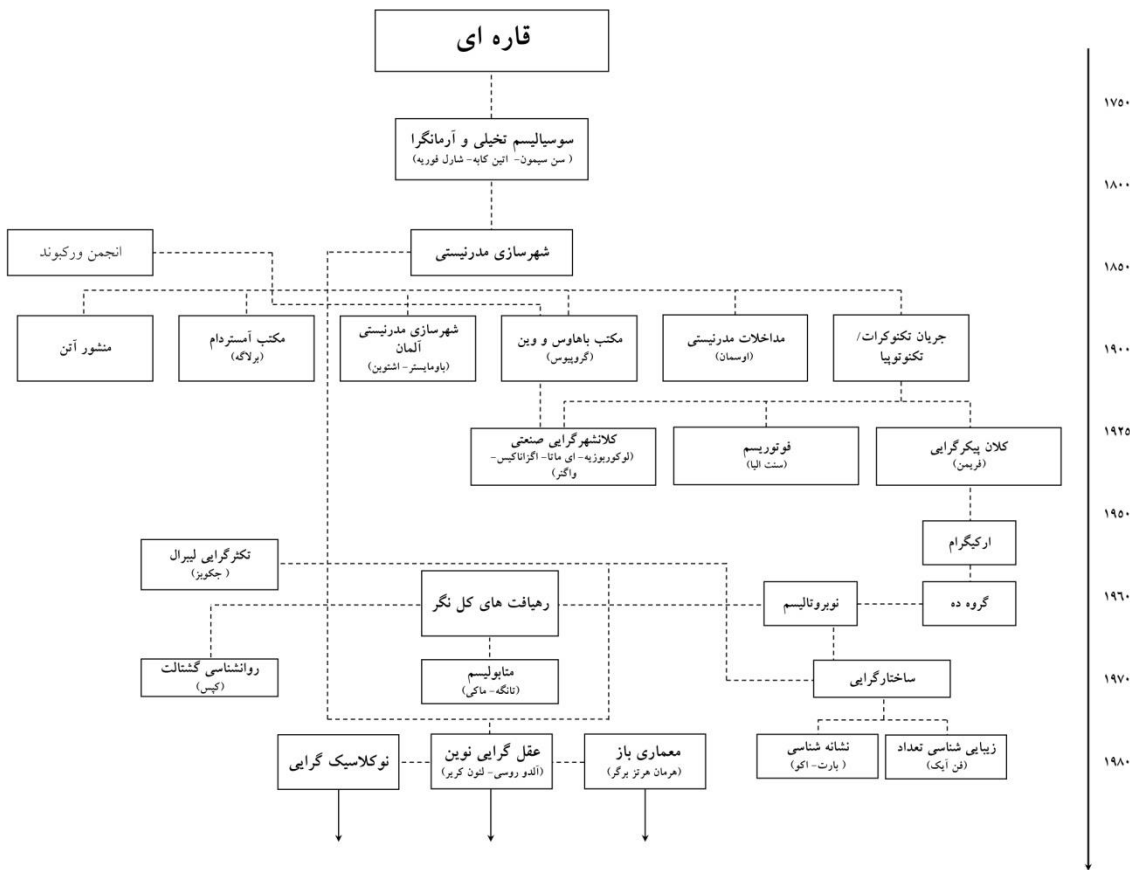 قاره ای
۱۷۵۰
سوسیالیسم تخیلی و آرمانگرا
( سن سیمون- اتین کابه- شارل فوریه)
۱۸۰۰
شهرسازی مدرنیستی
انجمن ورکبوند
۱۸۵۰
جریان تکنوکرات/
تکنوتوپیا
مداخلات مدرنیستی
(اوسمان)
مکتب باهاوس و وین
(گروپیوس)
شهرسازی مدرنیستی
آلمان
(باومایستر- اشتوبن)
مکتب آمستردام
(برلاگه)
منشور آتن
۱۹۰۰
کلان پیکرگرایی
(فریمن)
فوتوریسم
(سنت الیا)
کلانشهرگرایی صنعتی
(لوکوربوزیه- ای ماتا- اگزاناکیس-
واگنر)
۱۹۲۵
۱۹۵۰
ارکیگرام
تکثرگرایی لیبرال
( جکوبز)
رهیافت های کل نگر
نوبروتالیسم
گروه ده
۱۹٦۰
روانشناسی گشتالت
(کپس)
متابولیسم
(تانگه- ماکی)
ساختارگرایی
۱۹۷۰
زیبایی شناسی تعداد
(فن آیک)
نشانه شناسی
( بارت- اکو)
معماری باز
(هرمان هرتز برگر)
عقل گرایی نوین
(آلدو روسی- لئون کریر)
نوکلاسیک گرایی
۱۹۸۰